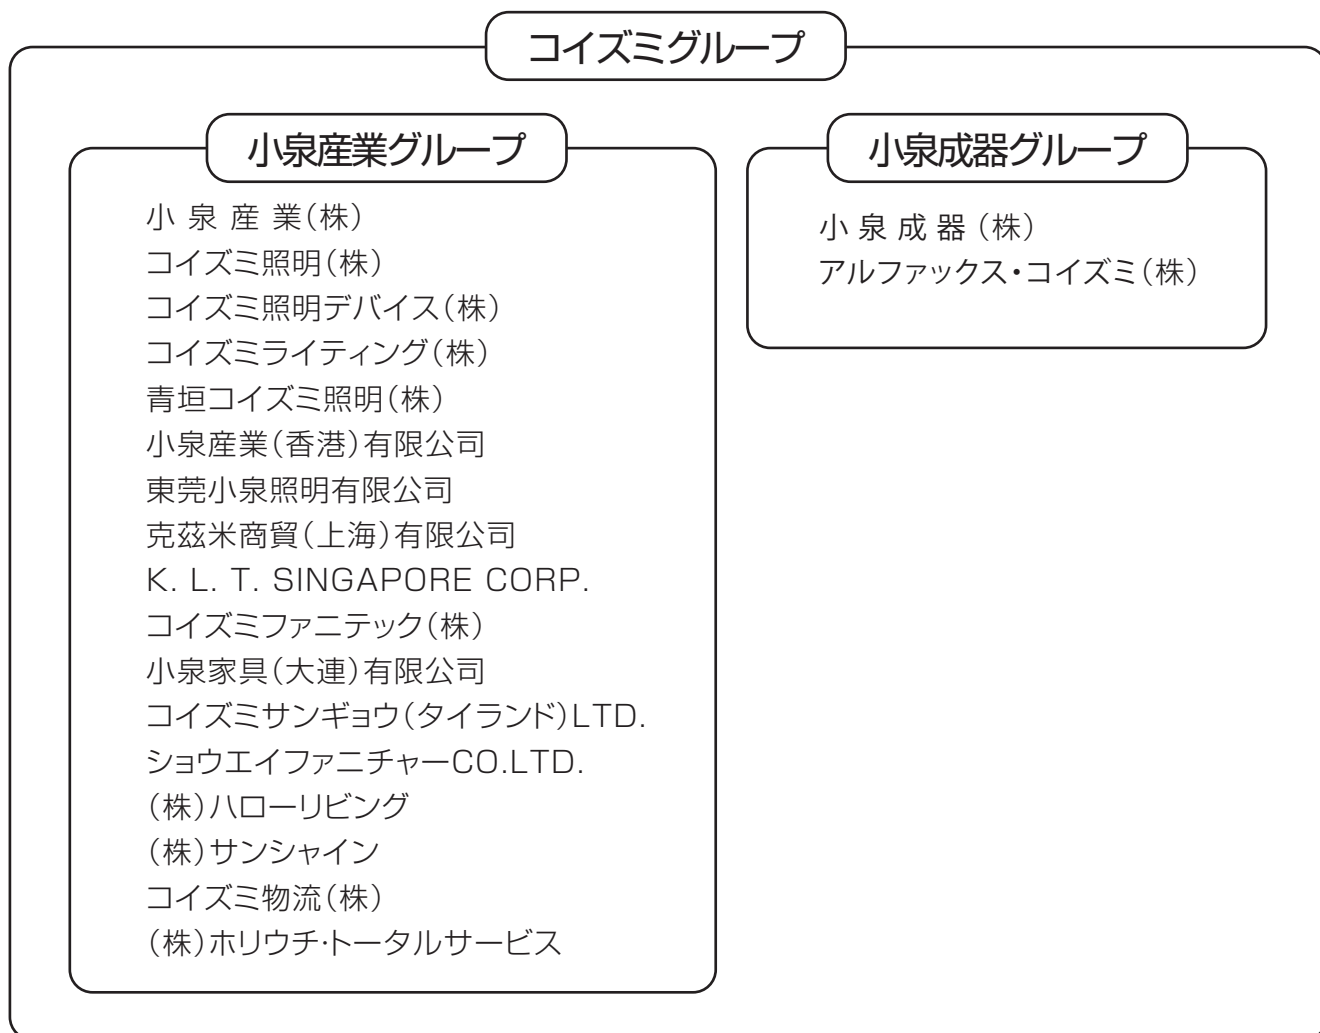 コイズミグループ
小泉産業グループ
小泉産業(株)
コイズミ照明(株)
コイズミ照明デバイス(株)
コイズミライティング(株)
青垣コイズミ照明(株)
小泉産業(香港)有限公司
東莞小泉照明有限公司
克茲米商貿(上海)有限公司
K. L. T. SINGAPORE CORP.
コイズミファニテック(株)
小泉家具(大連)有限公司
コイズミサンギョウ(タイランド)LTD.
ショウエイファニチャーCO.LTD.
(株)ハローリビング
(株)サンシャイン
コイズミ物流(株)
(株)ホリウチ・トータルサービス
小泉成器グループ
小泉成器(株)
アルファックス・コイズミ(株)